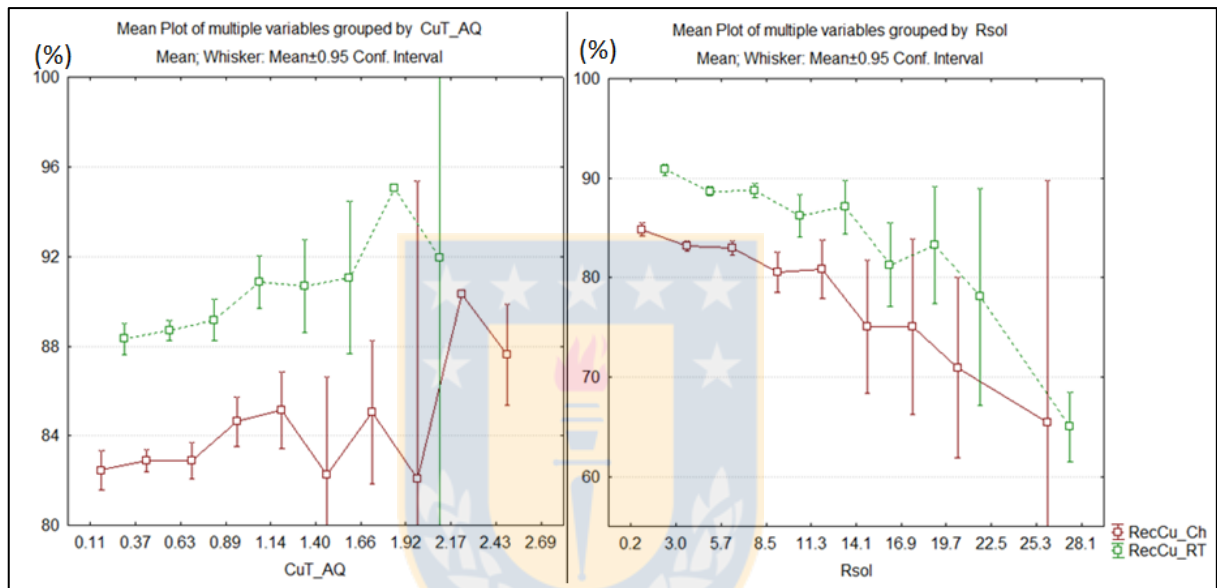 Mean Plot of multiple variables grouped by CuT_AQ
(%)
Mean; Whisker: Mean±0.95 Conf. Interval
100
96
92
88
84
80
0.11 0.37 0.63 0.89 1.14 1.40 1.66 1.92 2.17 2.43 2.69
CuT_AQ
Mean Plot of multiple variables grouped by Rsol
(%)
Mean; Whisker: Mean±0.95 Conf. Interval
100
90
80
70
60
0.2 3.0 5.7 8.5 11.3 14.1 16.9 19.7 22.5 25.3 28.1
Rsol
RecCu_Ch
RecCu_RT